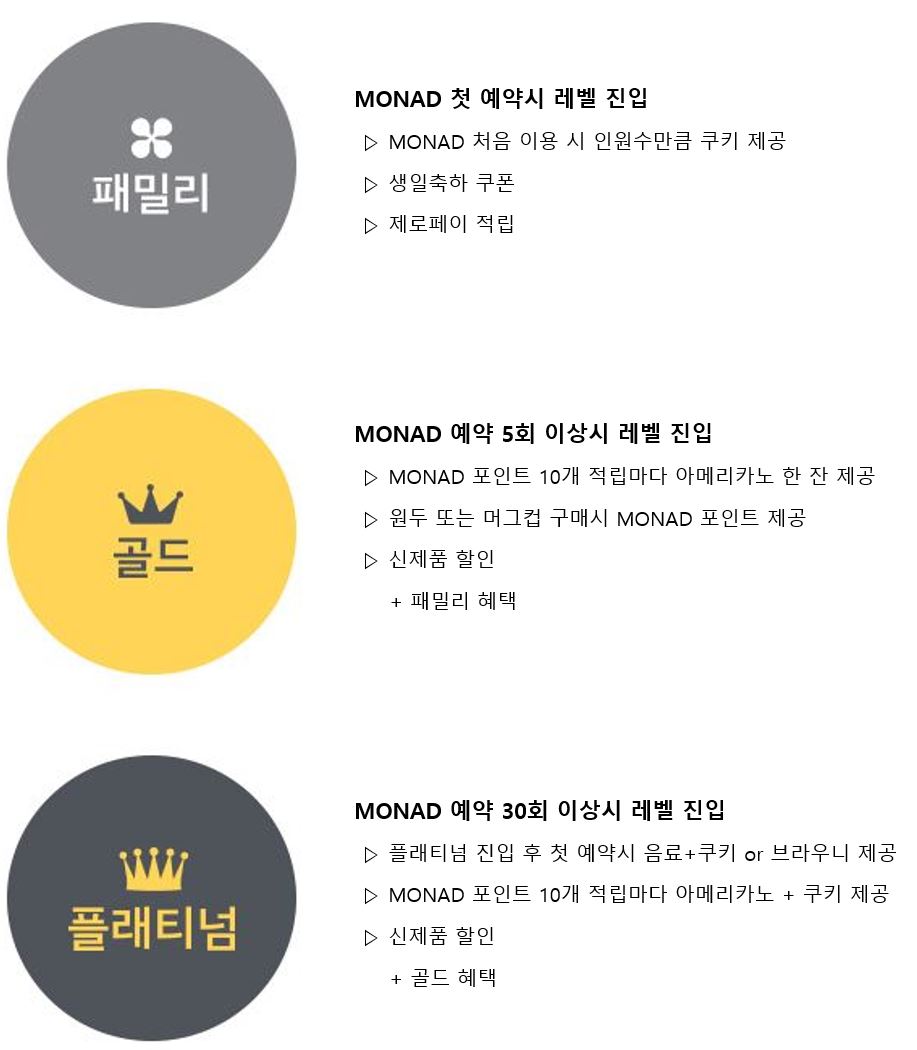 패밀리
MONAD 첫 예약시 레벨 진입
▷ MONAD 처음 이용 시 인원수만큼 쿠키 제공
▷ 생일축하 쿠폰
▷ 제로페이 적립
골드
MONAD 예약 5회 이상시 레벨 진입
▷ MONAD 포인트 10개 적립마다 아메리카노 한 잔 제공
▷ 원두 또는 머그컵 구매시 MONAD 포인트 제공
▷ 신제품 할인
+ 패밀리 혜택
플래티넘
MONAD 예약 30회 이상시 레벨 진입
▷ 플래티넘 진입 후 첫 예약시 음료+쿠키 or 브라우니 제공
▷ MONAD 포인트 10개 적립마다 아메리카노 + 쿠키 제공
▷ 신제품 할인
+ 골드 혜택